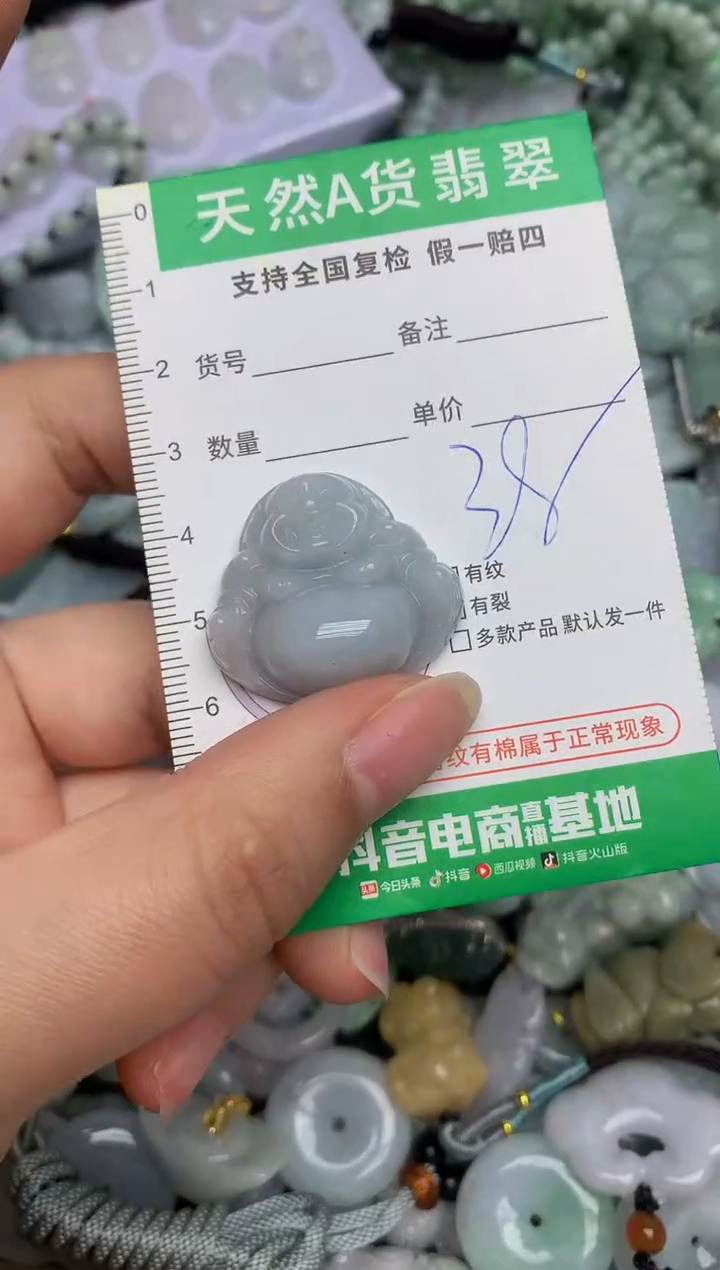 天然A货翡翠
支持全国复检 假一赔四
0
1
2
3
4
5
6
货号 备注
数量 单价
38
有纹
有裂
多款产品 默认发一件
纹有棉属于正常现象
抖音电商直播基地
头条 今日头条 抖音 西瓜视频 抖音火山版